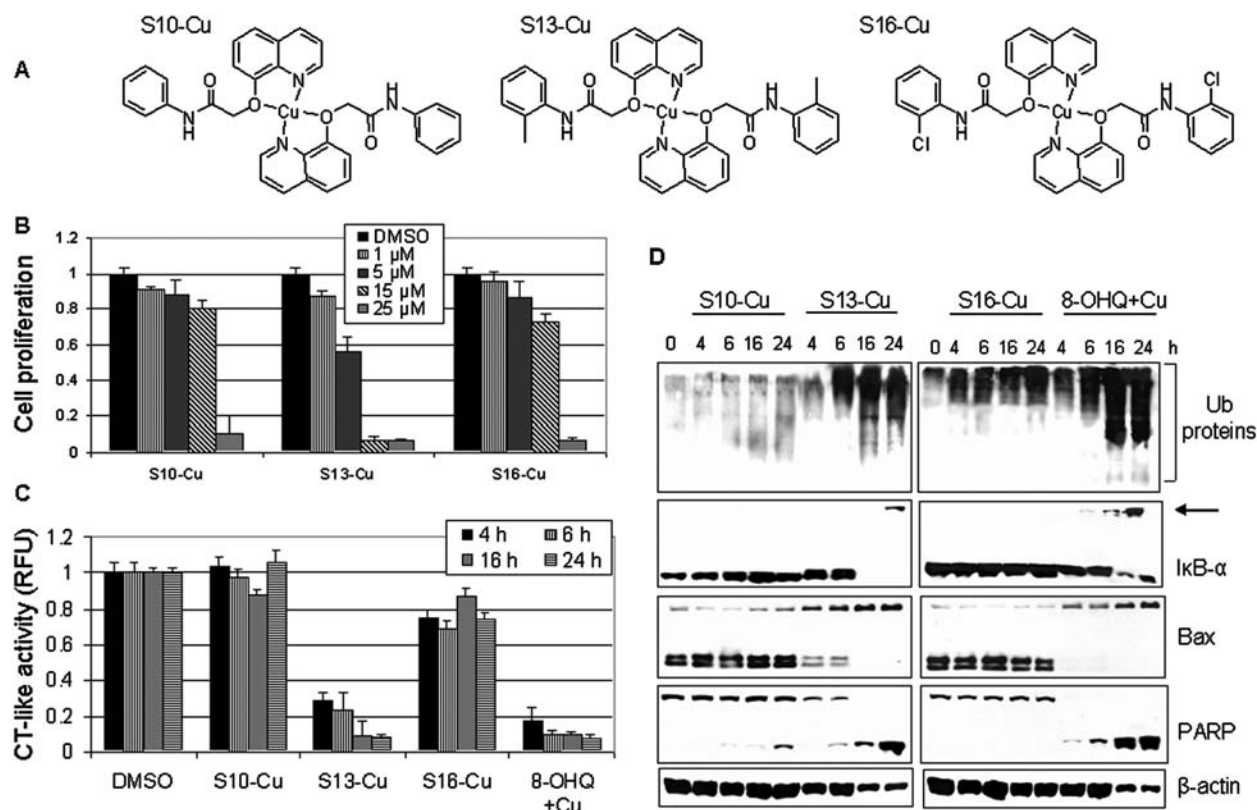 S10-Cu S13-Cu S16-Cu
A
O O N H N N H Cu O O N
O O N H N N H Cu O O N
Cl O O N H N N H Cu O O N Cl
B
Cell proliferation
1.2
1
0.8
0.6
0.4
0.2
0
DMSO
1 µM
5 µM
15 µM
25 µM
S10-Cu S13-Cu S16-Cu
C
CT-like activity (RFU)
1.2
1
0.8
0.6
0.4
0.2
0
4 h 6 h
16 h 24 h
DMSO S10-Cu S13-Cu S16-Cu 8-OHQ
+Cu
D
S10-Cu S13-Cu S16-Cu 8-OHQ+Cu
0 4 6 16 24 4 6 16 24 0 4 6 16 24 4 6 16 24 h
Ub
proteins
IκB-α
Bax
PARP
β-actin